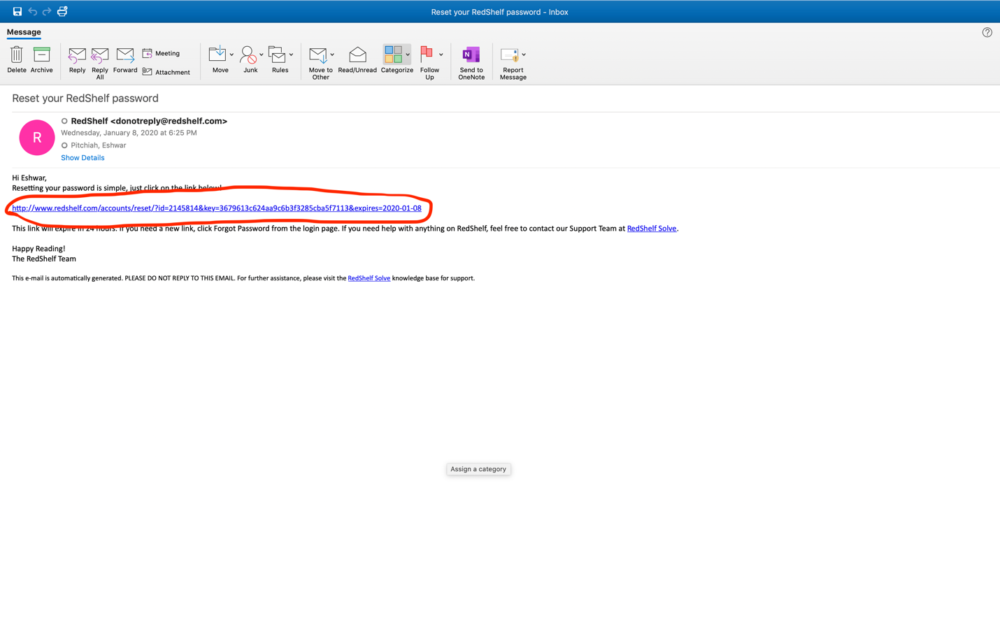 Reset your RedShelf password - Inbox
Message
Delete Archive Reply Reply All Forward Meeting Attachment Move Junk Rules Move to Other Read/Unread Categorize Follow Up Send to OneNote Report Message
Reset your RedShelf password
R
RedShelf <donotreply@redshelf.com>
Wednesday, January 8, 2020 at 6:25 PM
Pitchiah, Eshwar
Show Details
Hi Eshwar,
Resetting your password is simple, just click on the link below!
http://www.redshelf.com/accounts/reset/?id=2145814&key=3679613c624aa9c6b3f3285cba5f7113&expires=2020-01-08
This link will expire in 24 hours. If you need a new link, click Forgot Password from the login page. If you need help with anything on RedShelf, feel free to contact our Support Team at RedShelf Solve.
Happy Reading!
The RedShelf Team
This e-mail is automatically generated. PLEASE DO NOT REPLY TO THIS EMAIL. For further assistance, please visit the RedShelf Solve knowledge base for support.
Assign a category